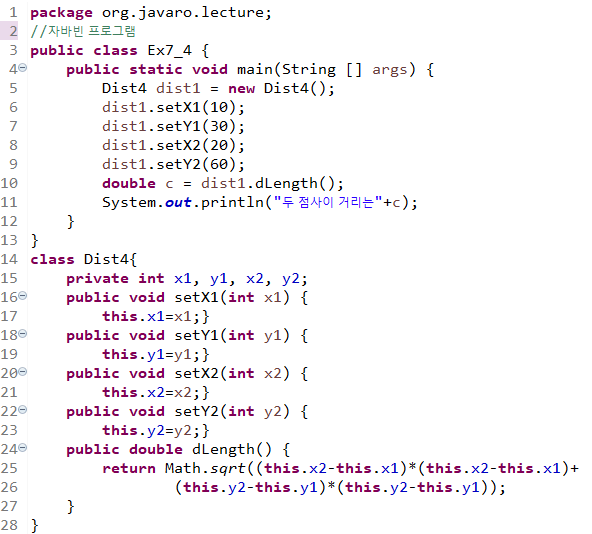 1 package org.javaro.lecture;
2 //자바빈 프로그램
3 public class Ex7_4 {
4 public static void main(String [] args) {
5 Dist4 dist1 = new Dist4();
6 dist1.setX1(10);
7 dist1.setY1(30);
8 dist1.setX2(20);
9 dist1.setY2(60);
10 double c = dist1.dLength();
11 System.out.println("두 점사이 거리는"+c);
12 }
13 }
14 class Dist4{
15 private int x1, y1, x2, y2;
16 public void setX1(int x1) {
17 this.x1=x1;}
18 public void setY1(int y1) {
19 this.y1=y1;}
20 public void setX2(int x2) {
21 this.x2=x2;}
22 public void setY2(int y2) {
23 this.y2=y2;}
24 public double dLength() {
25 return Math.sqrt((this.x2-this.x1)*(this.x2-this.x1)+
26 (this.y2-this.y1)*(this.y2-this.y1));
27 }
28 }